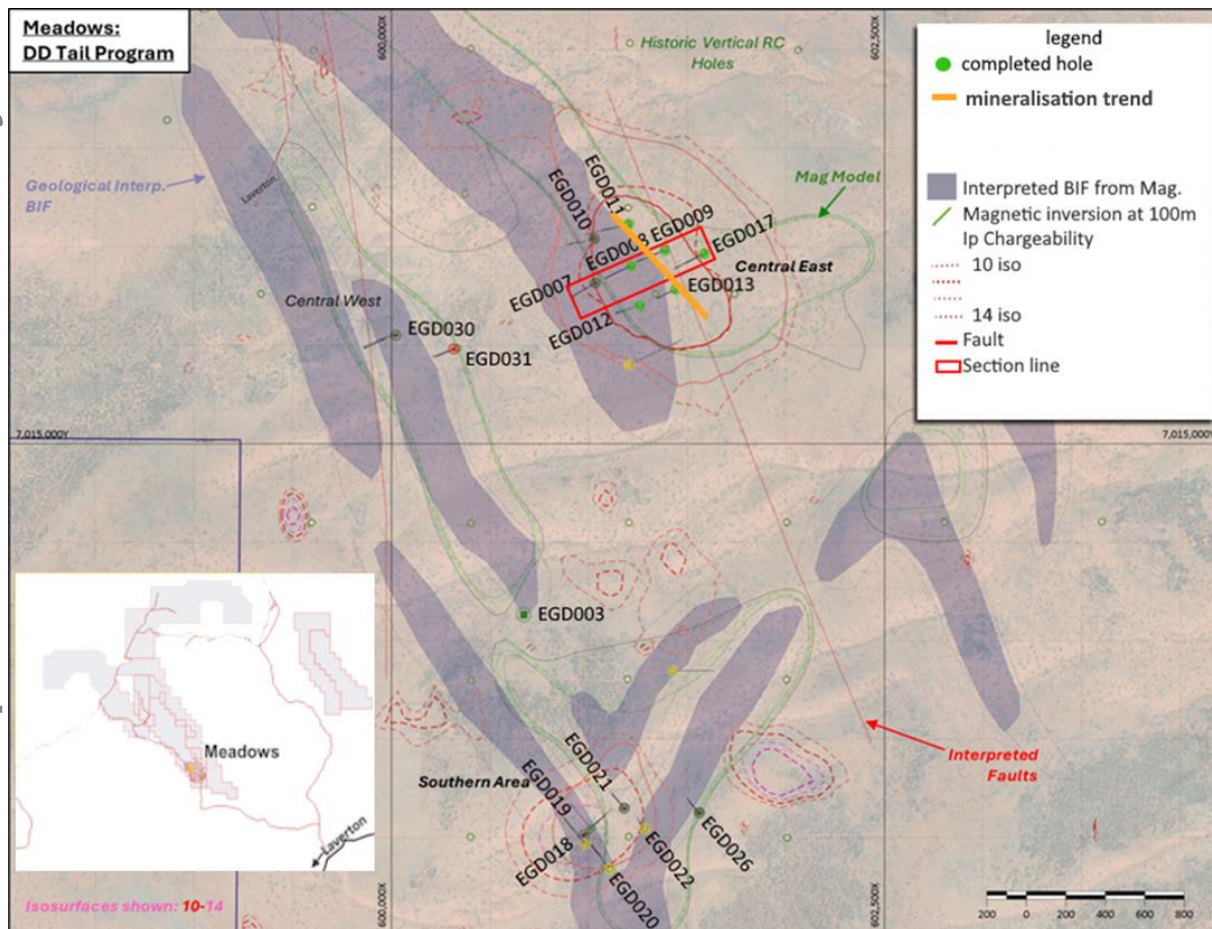 Meadows:
DD Tail Program
600,000X
602,500X
Historic Vertical RC
Holes
legend
completed hole
mineralisation trend
Interpreted BIF from Mag.
Magnetic inversion at 100m
Ip Chargeability
10 iso
14 iso
Fault
Section line
Geological Interp.
BIF
Laverton
Mag Model
EGD011
EGD010
EGD009
EGD008
EGD017
EGD007
Central East
EGD013
EGD012
Central West
EGD030
EGD031
7,015,000Y
7,015,000Y
EGD003
Meadows
Laverton
Interpreted
Faults
Southern Area
EGD021
EGD019
EGD018
EGD022
EGD026
EGD020
Isosurfaces shown: 10-14
600,000X
602,500X
200 0 200 400 600 800